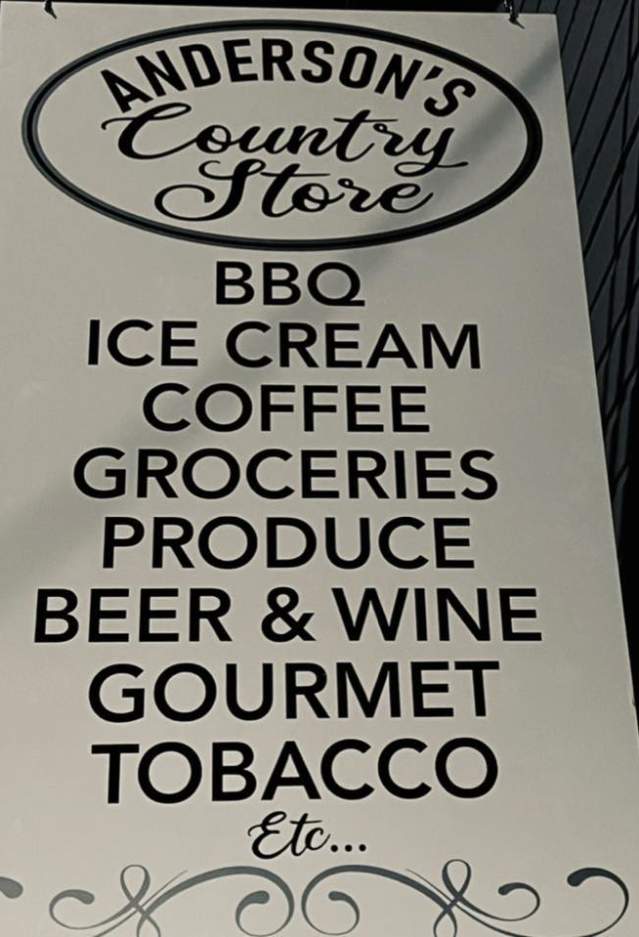 ANDERSON'S
Country
Store
BBQ
ICE CREAM
COFFEE
GROCERIES
PRODUCE
BEER & WINE
GOURMET
TOBACCO
Etc...